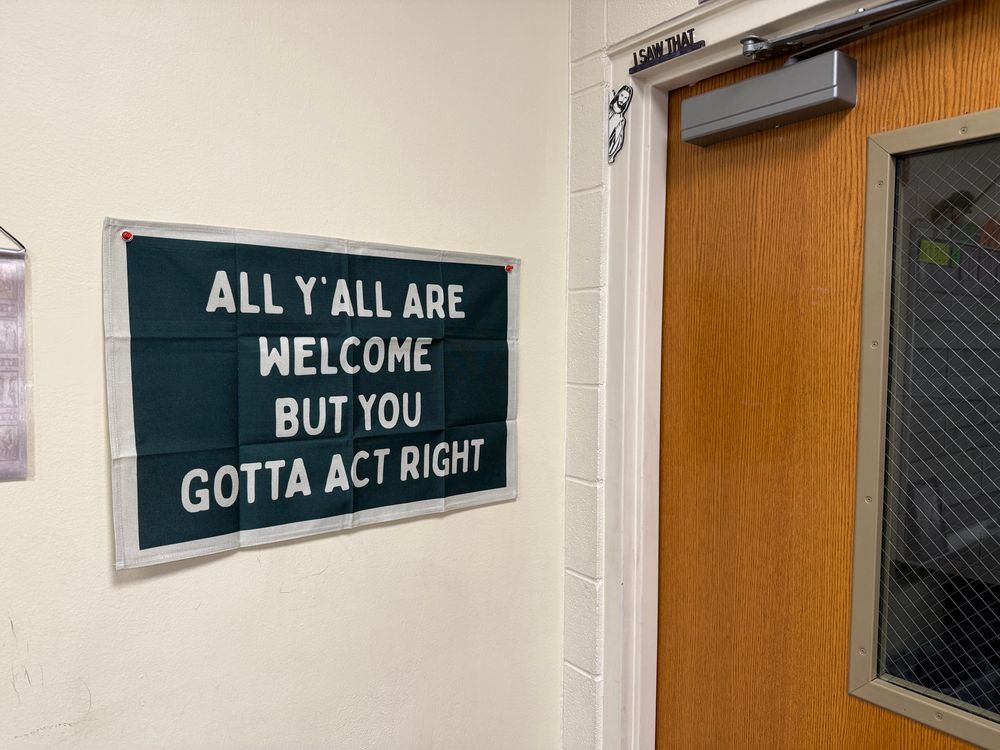 I SAW THAT
ALL Y'ALL ARE
WELCOME
BUT YOU
GOTTA ACT RIGHT